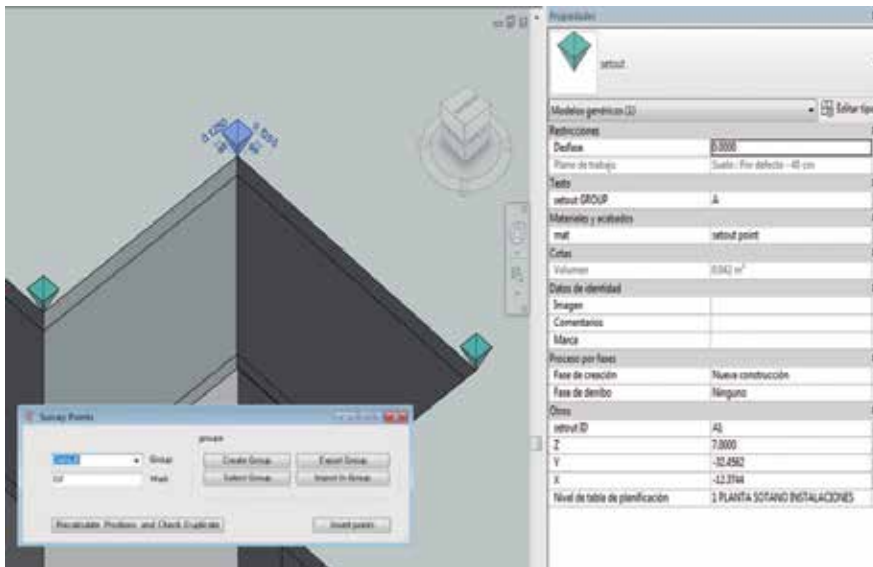 Propiedades
setout
Modelos genéricos (1)
Editar tipo
Restricciones
Desfase 0.0000
Plano de trabajo Suelo : Por defecto - 40 cm
Texto
setout GROUP A
Materiales y acabados
mat setout point
Cotas
Volumen 0.042 m³
Datos de identidad
Imagen
Comentarios
Marca
Proceso por fases
Fase de creación Nueva construcción
Fase de derribo Ninguno
Otros
setout ID A1
Z 7.0000
Y -32.4562
X -12.3744
Nivel de tabla de planificación 1 PLANTA SOTANO INSTALACIONES
Survay Points
groups
Group
Create Group
Export Group
Mask
Select Group
Import In Group
Recalculate Positions and Check Duplicate
Insert points